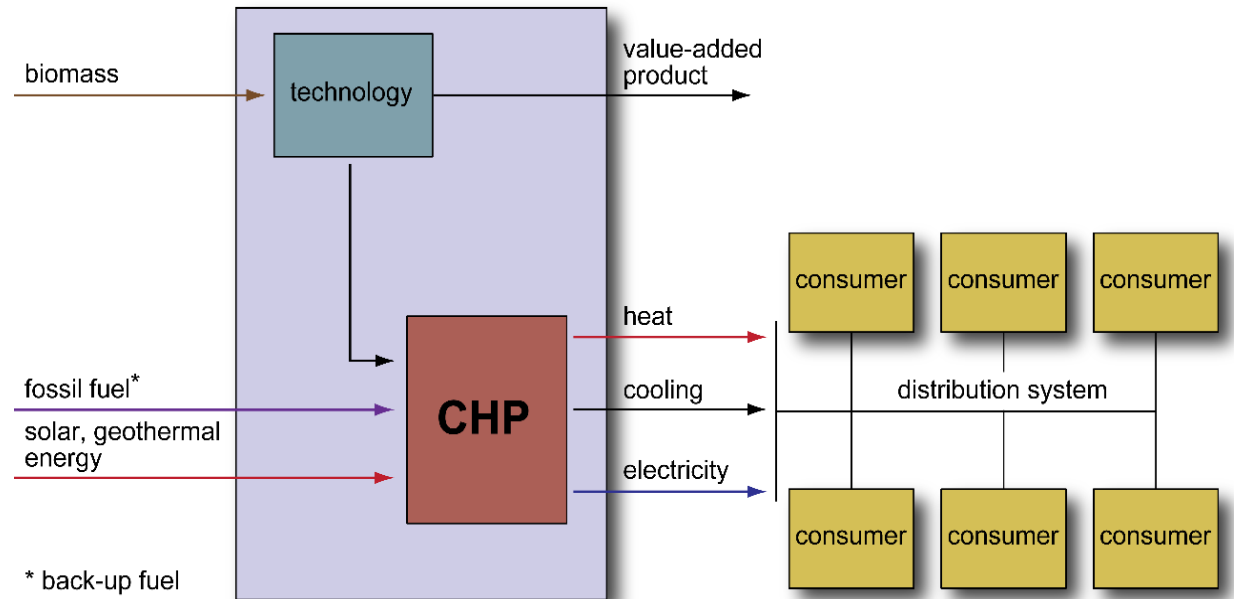 biomass
technology
value-added
product
consumer
consumer
consumer
heat
fossil fuel*
CHP
cooling
distribution system
solar, geothermal
energy
electricity
consumer
consumer
consumer
* back-up fuel